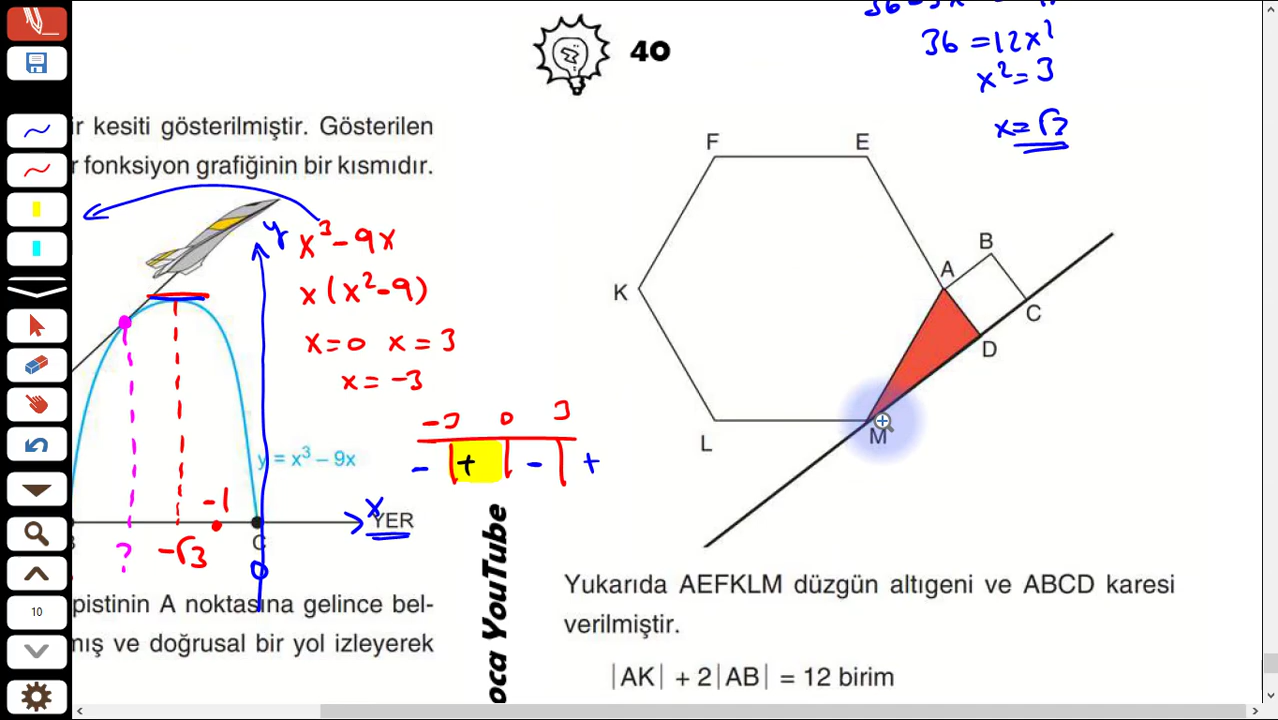 ir kesiti gösterilmiştir. Gösterilen
fonksiyon grafiğinin bir kısmıdır.
y
x³ - 9x
x(x² - 9)
x = 0 x = 3
x = -3
-3 0 3
- + - +
y = x³ – 9x
-1
x
YER
?
-√3
C
0
pistinin A noktasına gelince bel-
mış ve doğrusal bir yol izleyerek
10
oca YouTube
40
36 = 12x²
x² = 3
x = √3
F E
B
A
K
C
D
L
M
Yukarıda AEFKLM düzgün altıgeni ve ABCD karesi
verilmiştir.
|AK| + 2|AB| = 12 birim